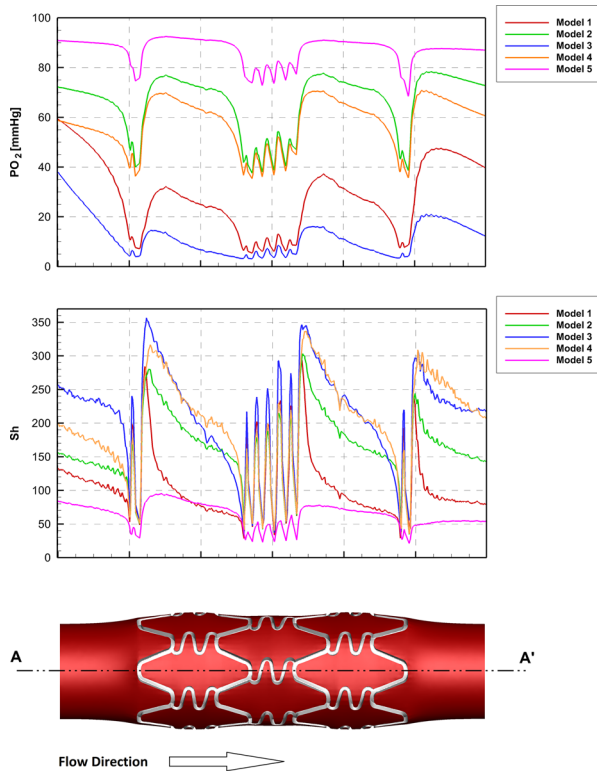 PO2 [mmHg]
100
80
60
40
20
0
Model 1
Model 2
Model 3
Model 4
Model 5
Sh
350
300
250
200
150
100
50
0
Model 1
Model 2
Model 3
Model 4
Model 5
A
A'
Flow Direction